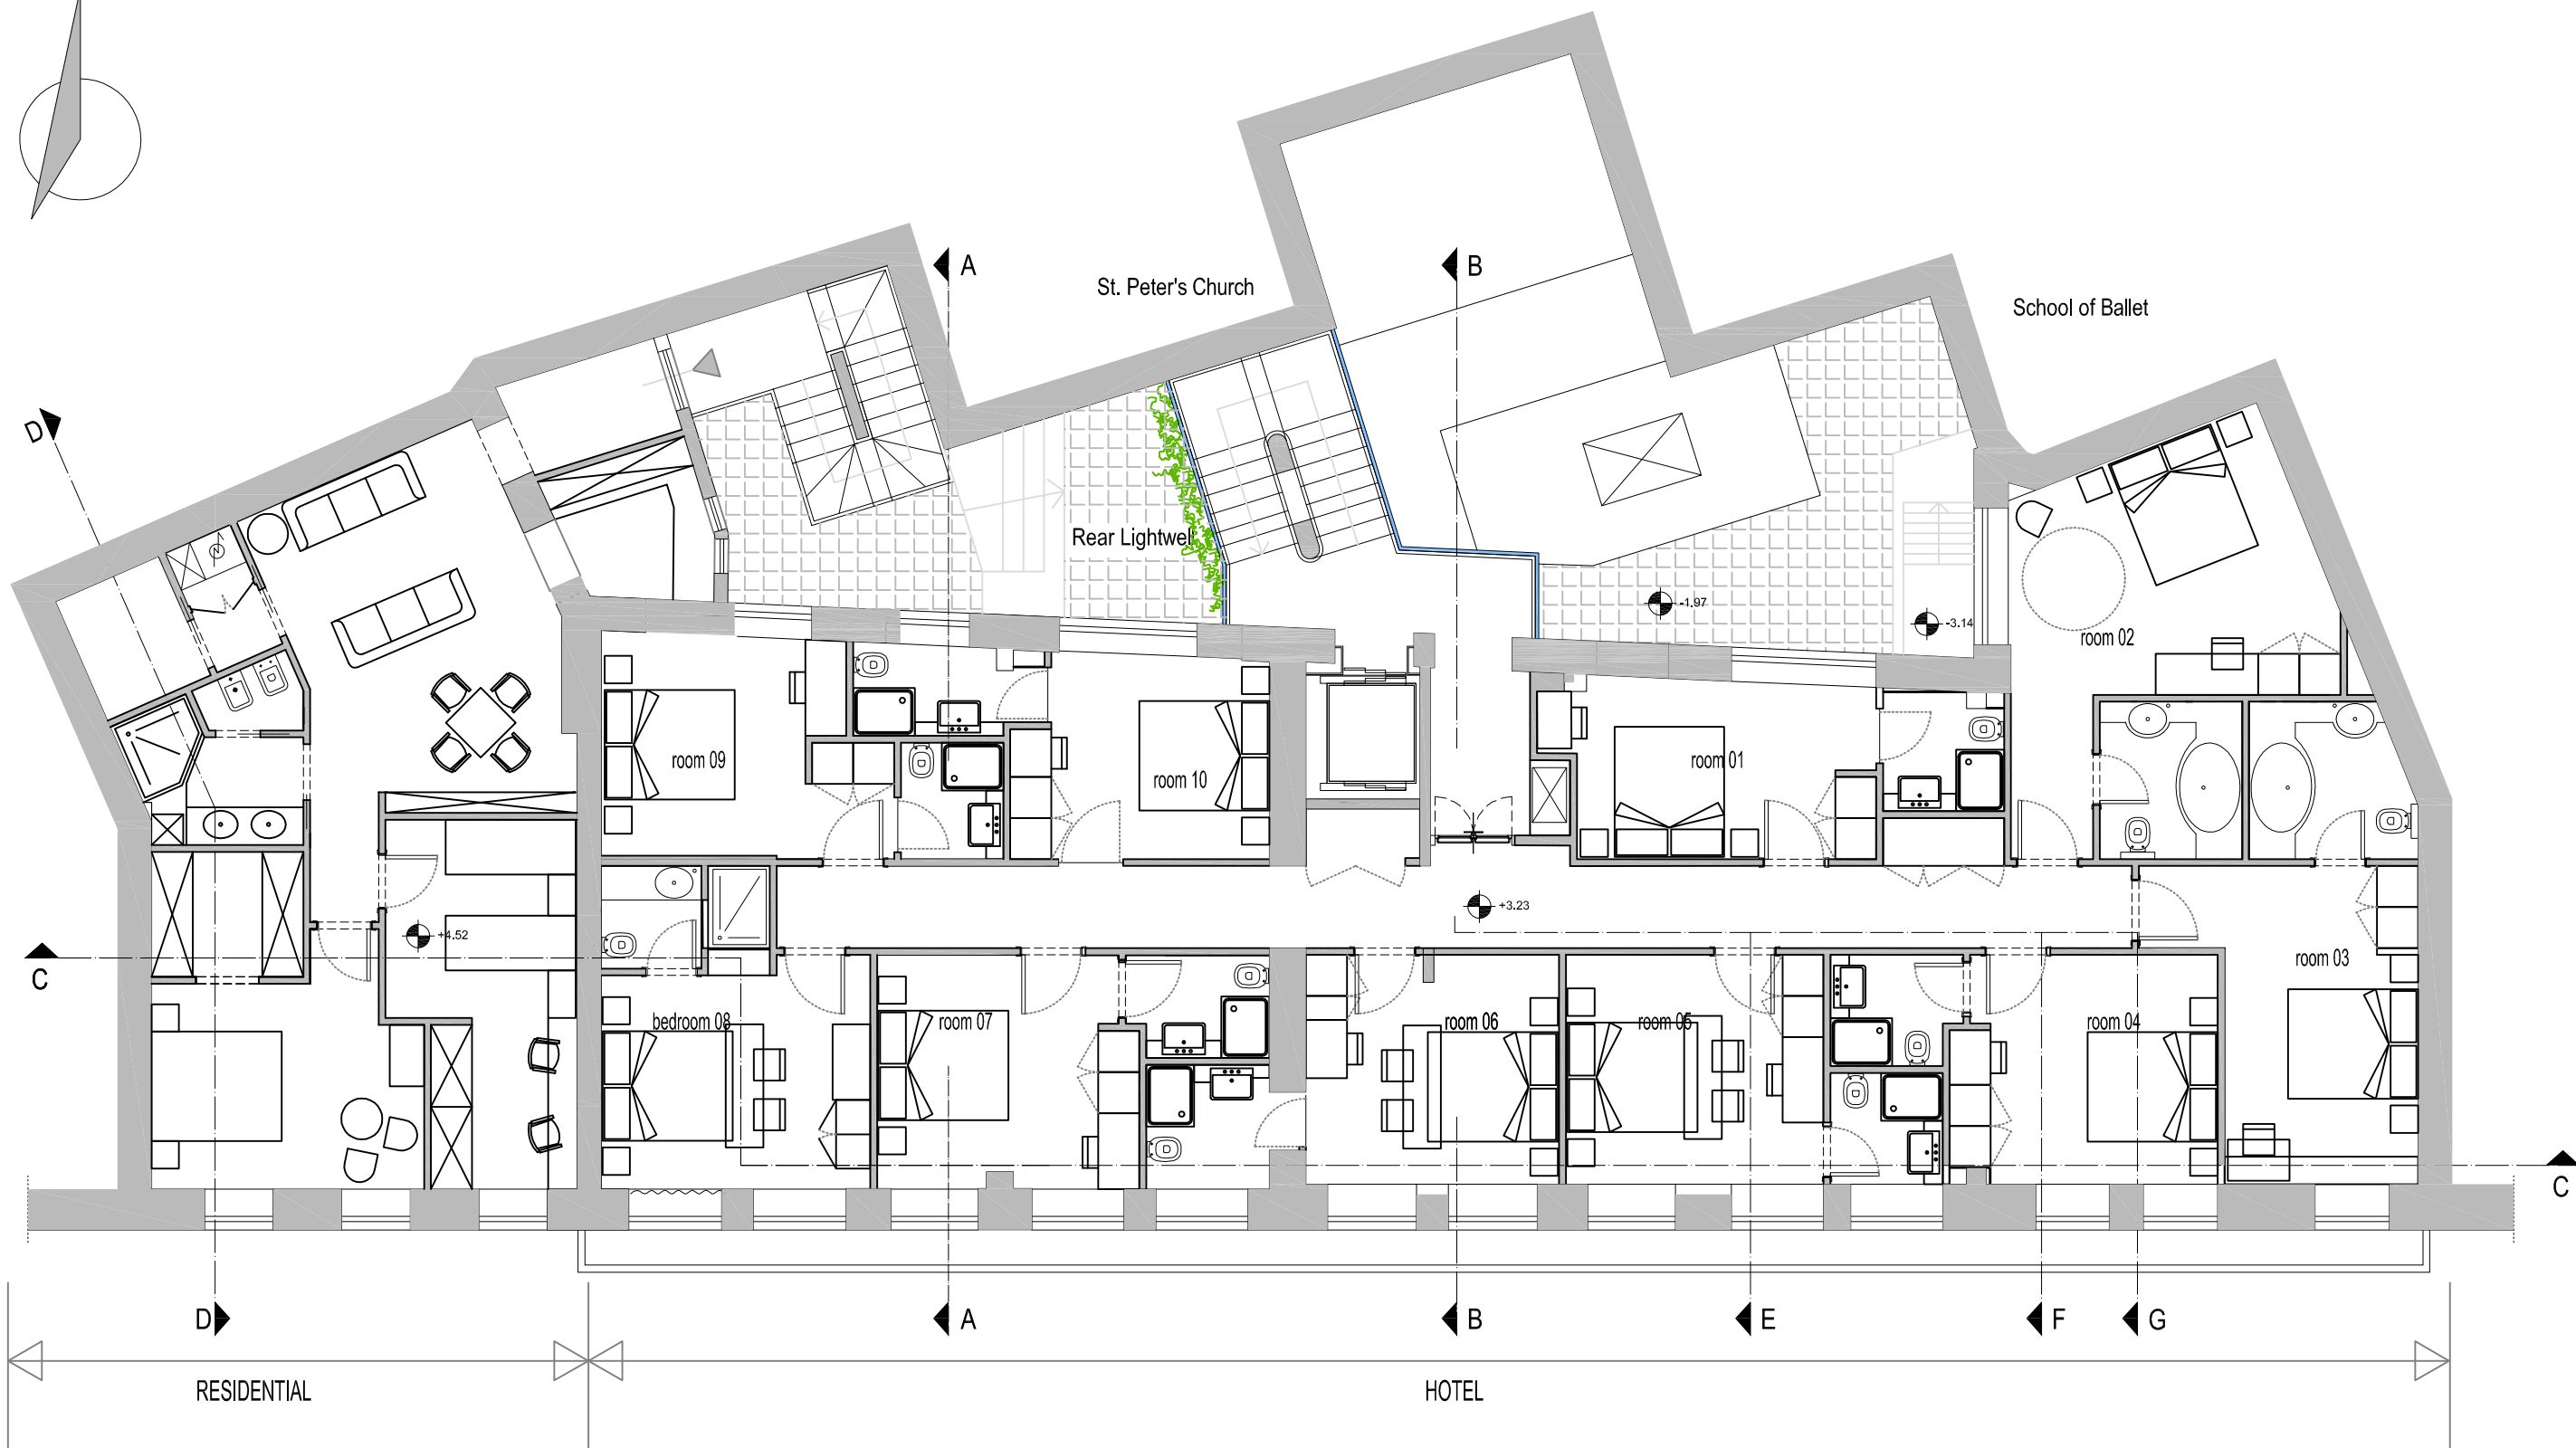 A
B
St. Peter's Church
School of Ballet
D
Rear Lightwell
-1.97
-3.14
room 02
room 09
room 10
room 01
+3.23
+4.52
C
room 03
bedroom 08
room 07
room 06
room 05
room 04
C
D
A
B
E
F
G
RESIDENTIAL
HOTEL